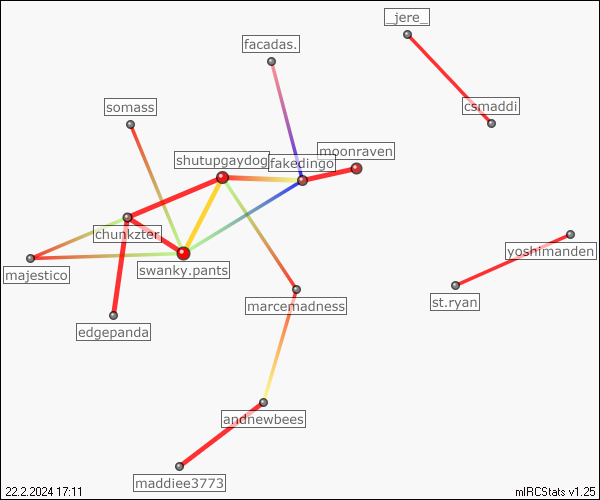 _jere_
facadas.
csmaddi
somass
moonraven
shutupgaydog
fakedingo
chunkzter
yoshimanden
swanky.pants
majestico
st.ryan
marcemadness
edgepanda
andnewbees
maddiee3773
22.2.2024 17:11
mIRCStats v1.25